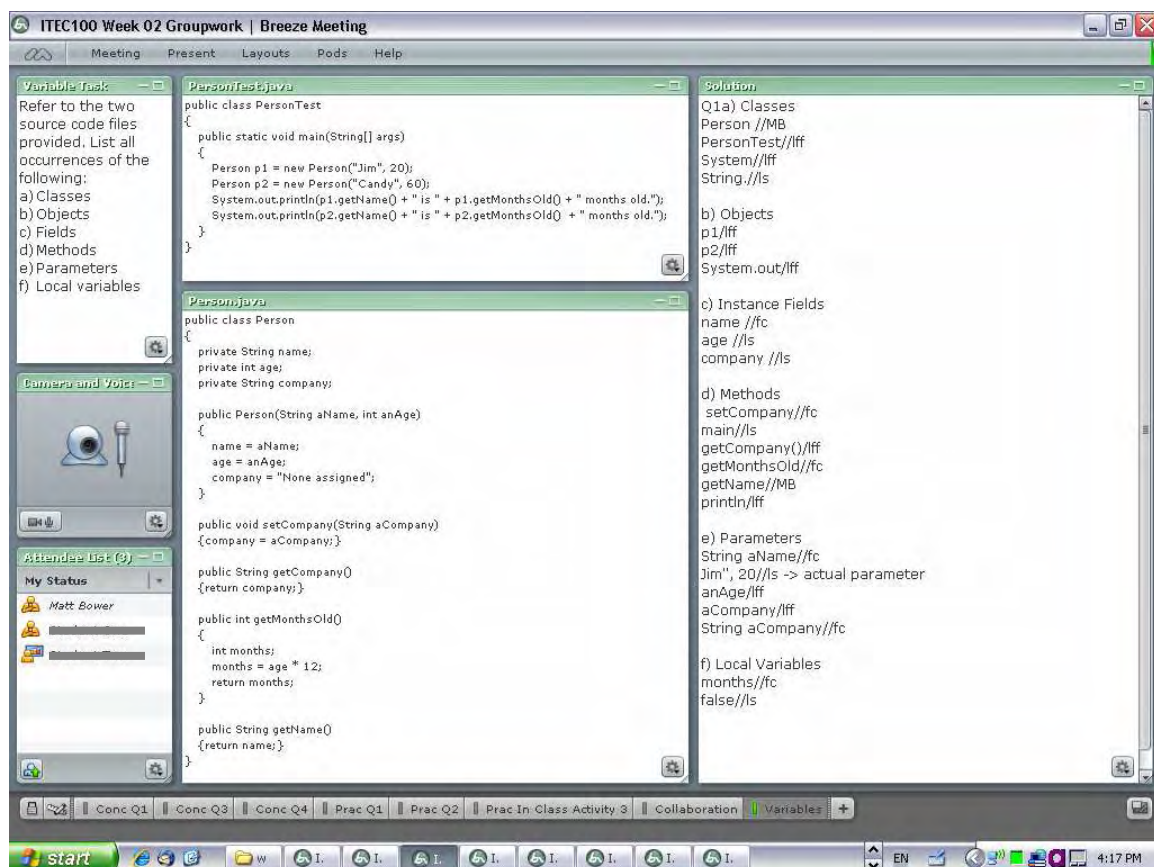 ITEC100 Week 02 Groupwork | Breeze Meeting
Meeting Present Layouts Pods Help
Variable Task
Refer to the two
source code files
provided. List all
occurrences of the
following:
a) Classes
b) Objects
c) Fields
d) Methods
e) Parameters
f) Local variables
Camera and Voice
Attendee List (3)
My Status
Matt Bower
PersonTest.java
public class PersonTest
{
public static void main(String[] args)
{
Person p1 = new Person("Jim", 20);
Person p2 = new Person("Candy", 60);
System.out.println(p1.getName() + " is " + p1.getMonthsOld() + " months old.");
System.out.println(p2.getName() + " is " + p2.getMonthsOld() + " months old.");
}
}
Person.java
public class Person
{
private String name;
private int age;
private String company;
public Person(String aName, int anAge)
{
name = aName;
age = anAge;
company = "None assigned";
}
public void setCompany(String aCompany)
{company = aCompany;}
public String getCompany()
{return company;}
public int getMonthsOld()
{
int months;
months = age * 12;
return months;
}
public String getName()
{return name;}
}
Solution
Q1a) Classes
Person //MB
PersonTest//lff
System//lff
String.//ls
b) Objects
p1/lff
p2/lff
System.out/lff
c) Instance Fields
name //fc
age //ls
company //ls
d) Methods
setCompany//fc
main//ls
getCompany()/lff
getMonthsOld//fc
getName//MB
println/lff
e) Parameters
String aName//fc
Jim", 20//ls -> actual parameter
anAge/lff
aCompany/lff
String aCompany//fc
f) Local Variables
months//fc
false//ls
Conc Q1 Conc Q3 Conc Q4 Prac Q1 Prac Q2 Prac In Class Activity 3 Collaboration Variables +
start w I. I. I. I. I. I. I. EN 4:17 PM